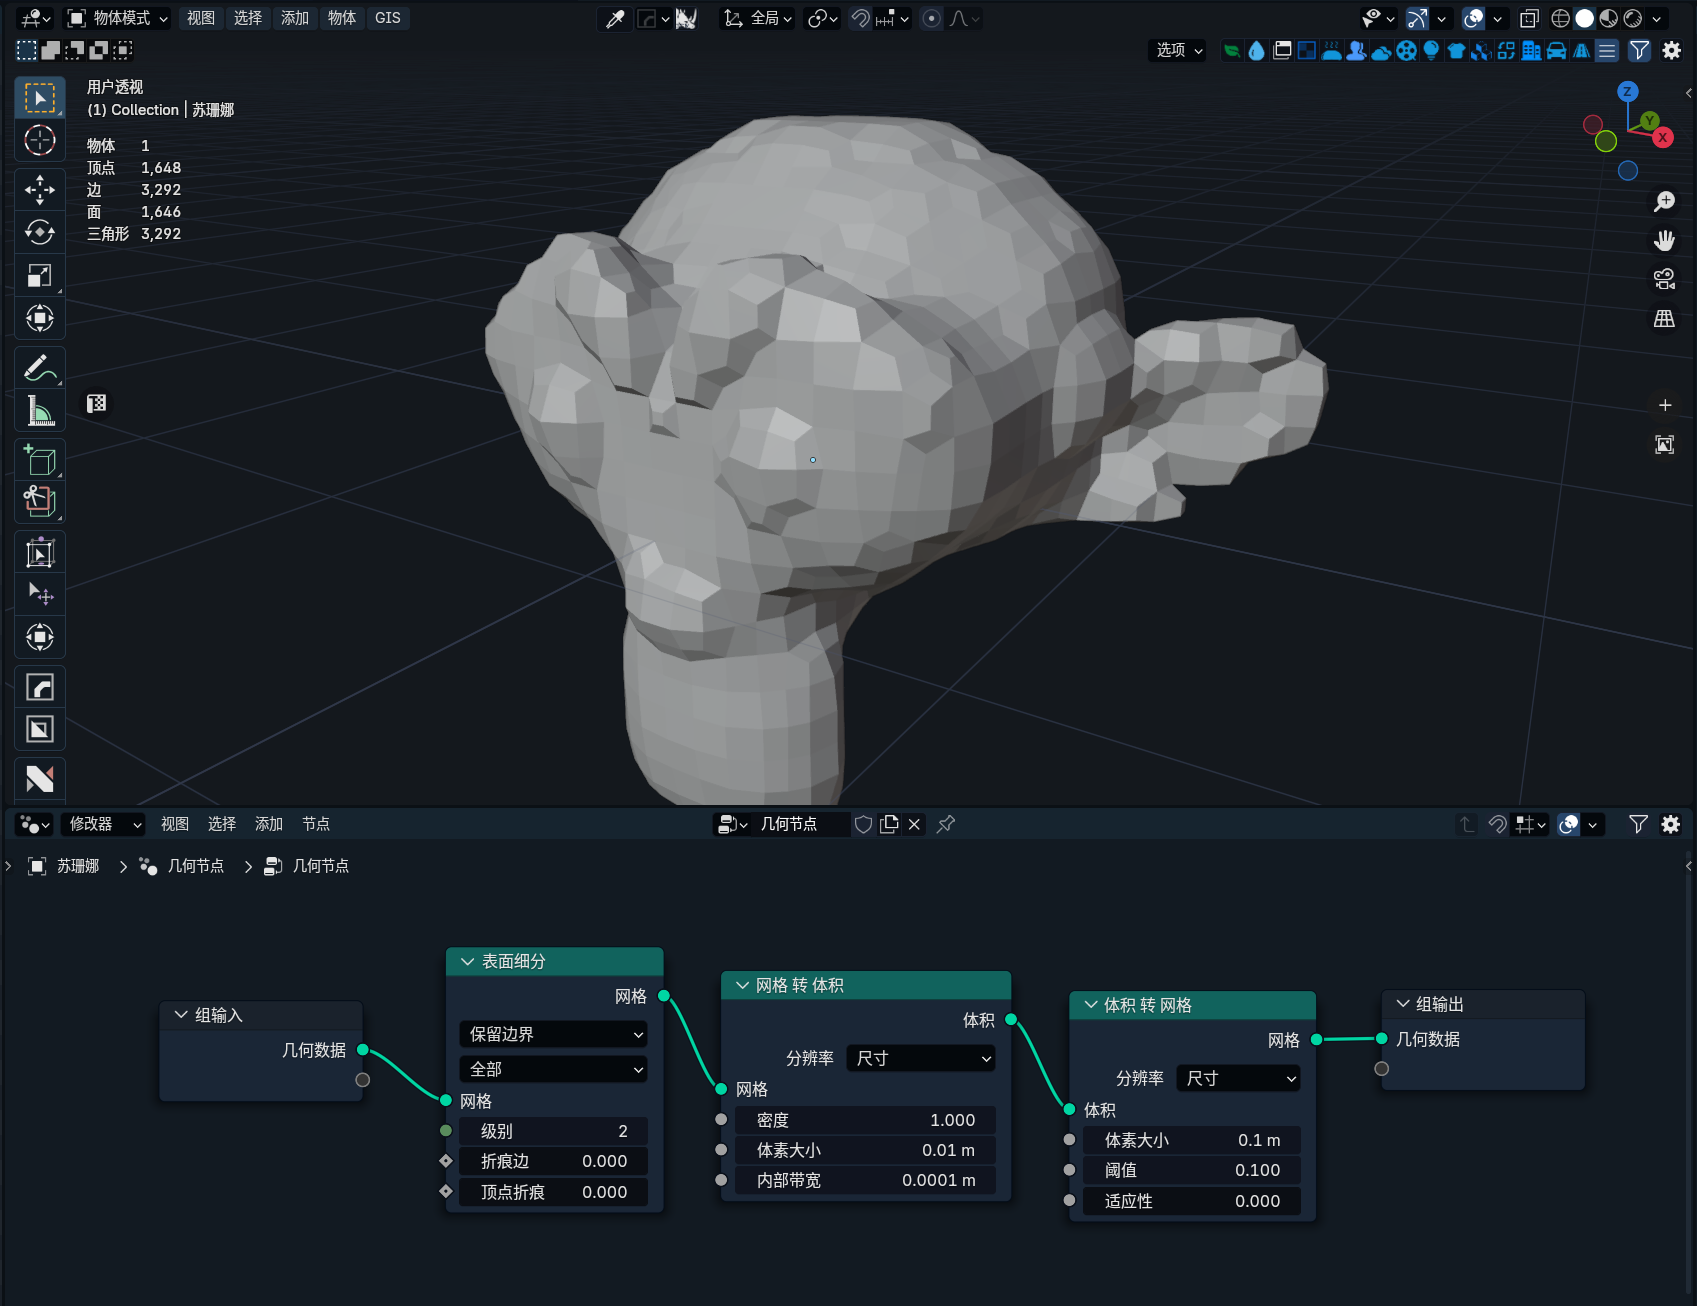 物体模式 视图 选择 添加 物体 GIS 全局
选项
用户透视
(1) Collection | 苏珊娜
物体 1
顶点 1,648
边 3,292
面 1,646
三角形 3,292
Z
Y
X
修改器 视图 选择 添加 节点 几何节点
苏珊娜 几何节点 几何节点
组输入
几何数据
表面细分
网格
保留边界
全部
网格
级别 2
折痕边 0.000
顶点折痕 0.000
网格 转 体积
体积
分辨率 尺寸
网格
密度 1.000
体素大小 0.01 m
内部带宽 0.0001 m
体积 转 网格
网格
分辨率 尺寸
体积
体素大小 0.1 m
阈值 0.100
适应性 0.000
组输出
几何数据